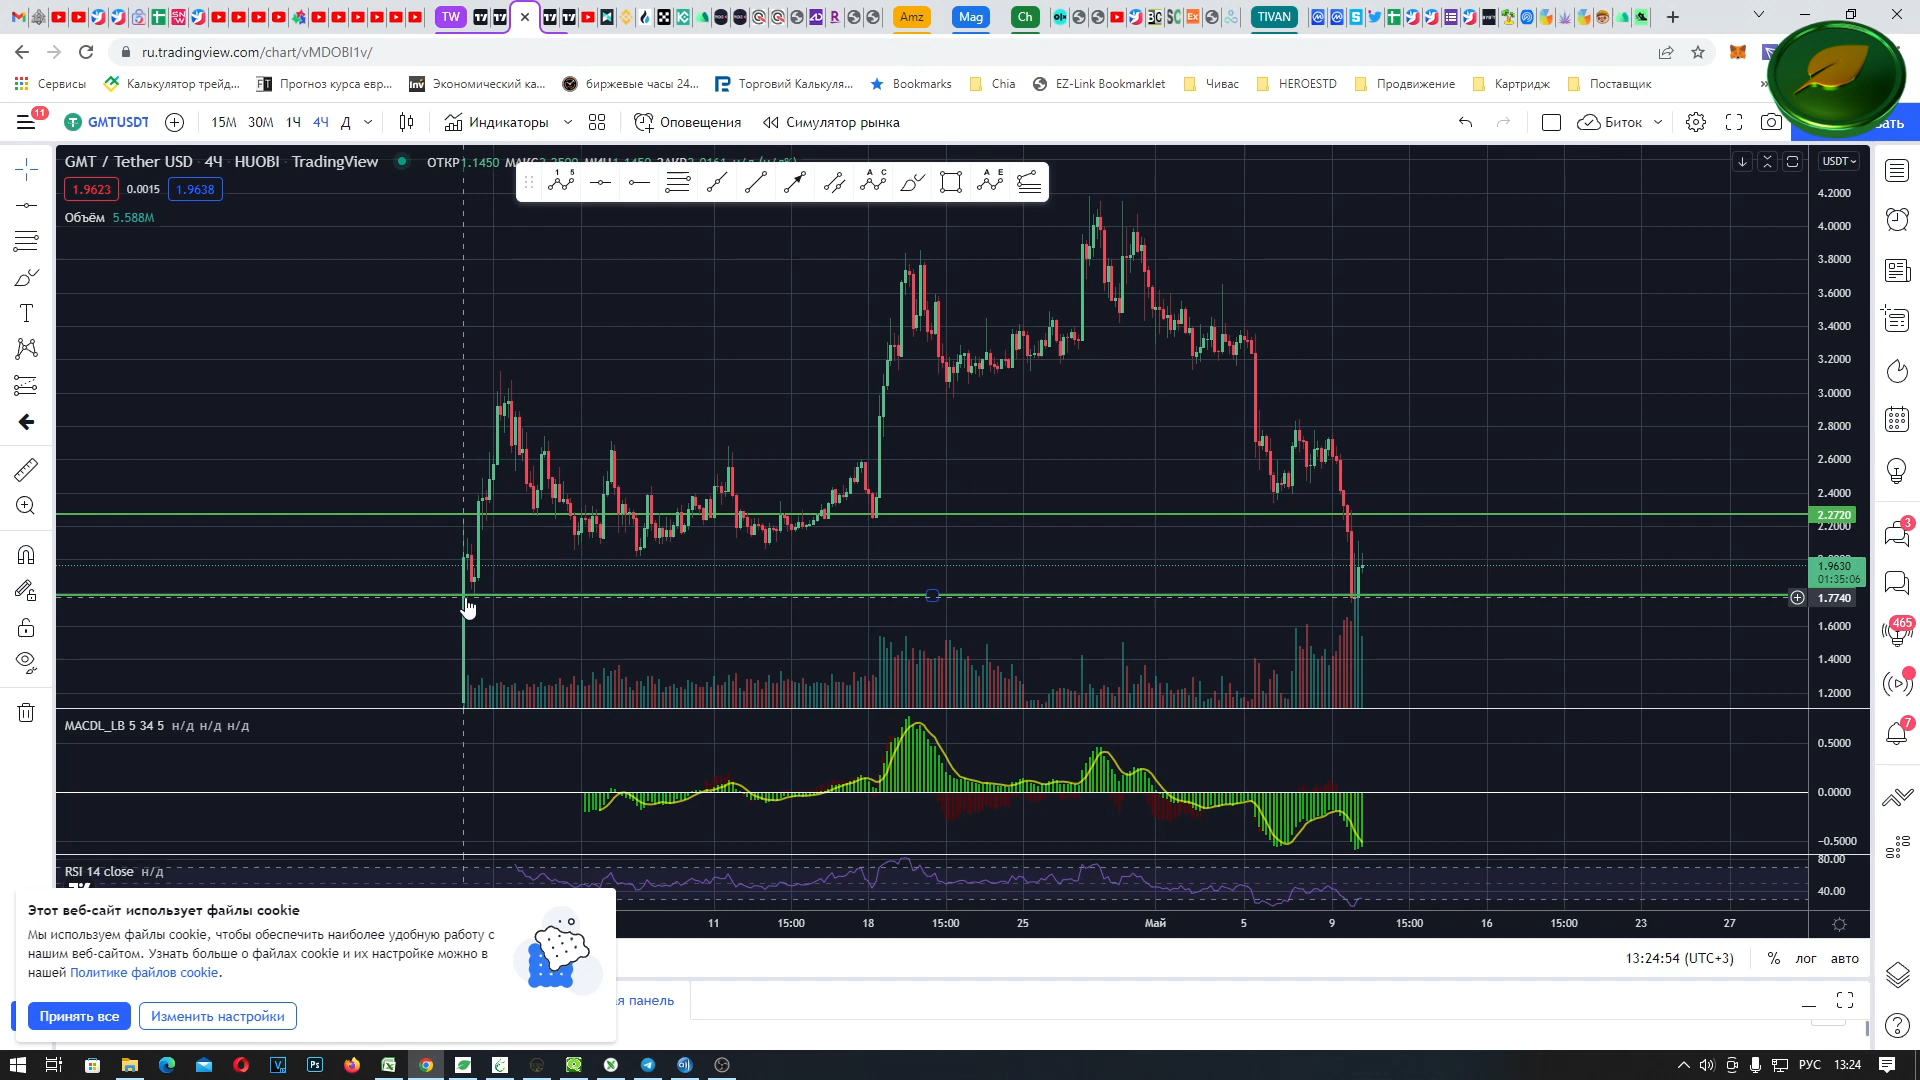 TW
Amz
Mag
Ch
TIVAN
ru.tradingview.com/chart/vMDOBI1v/
Сервисы
Калькулятор трейд...
Прогноз курса евр...
Экономический ка...
биржевые часы 24...
Торговий Калькуля...
Bookmarks
Chia
EZ-Link Bookmarklet
Чивас
HEROESTD
Продвижение
Картридж
Поставщик
11
GMTUSDT
15М
30М
1Ч
4Ч
Д
Индикаторы
Оповещения
Симулятор рынка
Биток
GMT / Tether USD · 4Ч · HUOBI · TradingView
ОТКР1.1450
USDT
1.9623
0.0015
1.9638
Объём 5.588M
4.2000
4.0000
3.8000
3.6000
3.4000
3.2000
3.0000
2.8000
2.6000
2.4000
2.2720
2.2000
1.9630
01:35:06
1.7740
1.6000
1.4000
1.2000
MACDL_LB 5 34 5 н/д н/д н/д
0.5000
0.0000
−0.5000
RSI 14 close н/д
80.00
40.00
11
15:00
18
15:00
25
Май
5
9
15:00
16
15:00
23
27
3
465
7
Этот веб-сайт использует файлы cookie
Мы используем файлы cookie, чтобы обеспечить наиболее удобную работу с
нашим веб-сайтом. Узнать больше о файлах cookie и их настройке можно в
нашей Политике файлов cookie.
Принять все
Изменить настройки
13:24:54 (UTC+3)
%
лог
авто
я панель
РУС
13:24